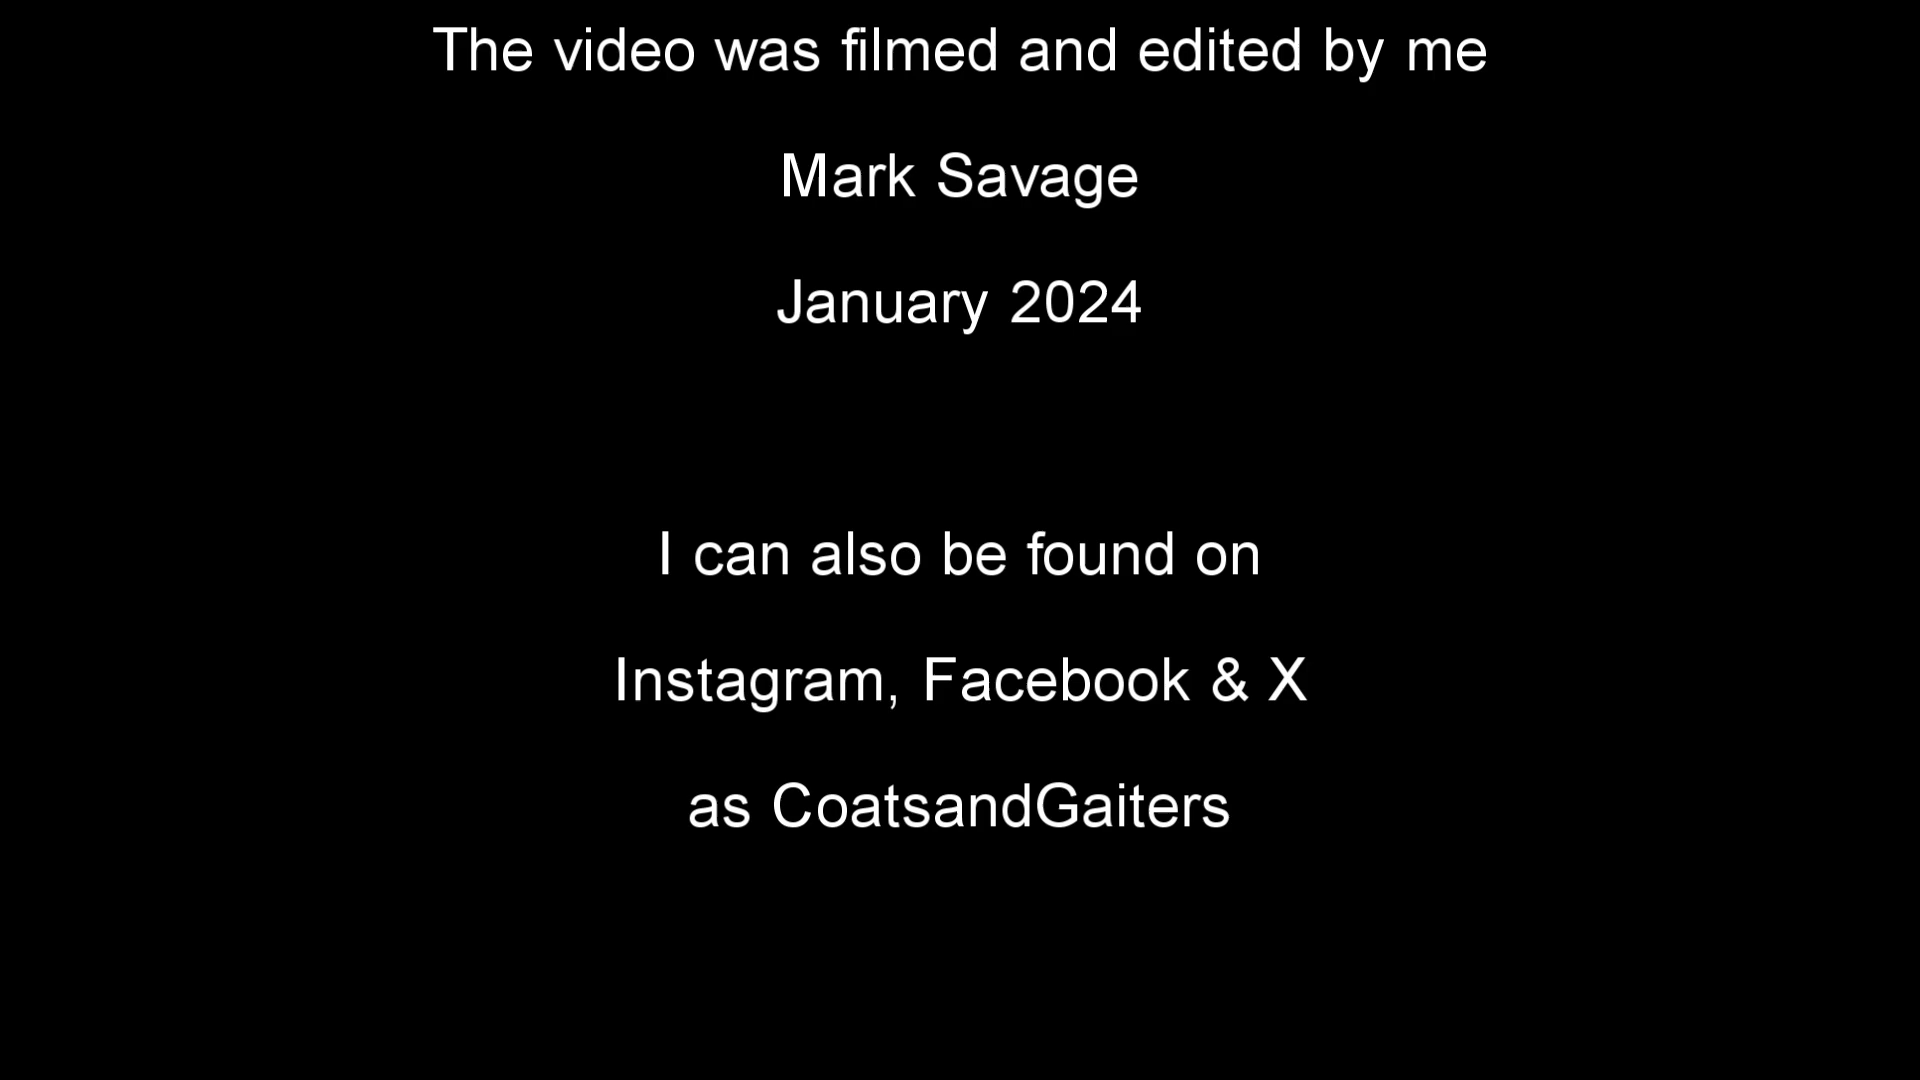 The video was filmed and edited by me
Mark Savage
January 2024
I can also be found on
Instagram, Facebook & X
as CoatsandGaiters